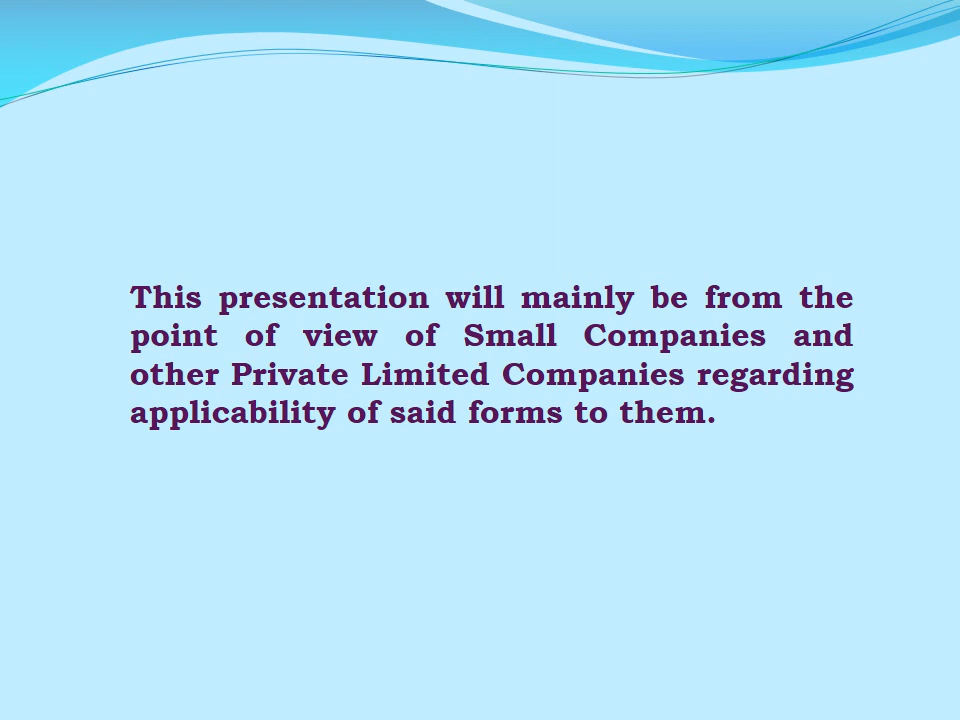 This presentation will mainly be from the
point of view of Small Companies and
other Private Limited Companies regarding
applicability of said forms to them.